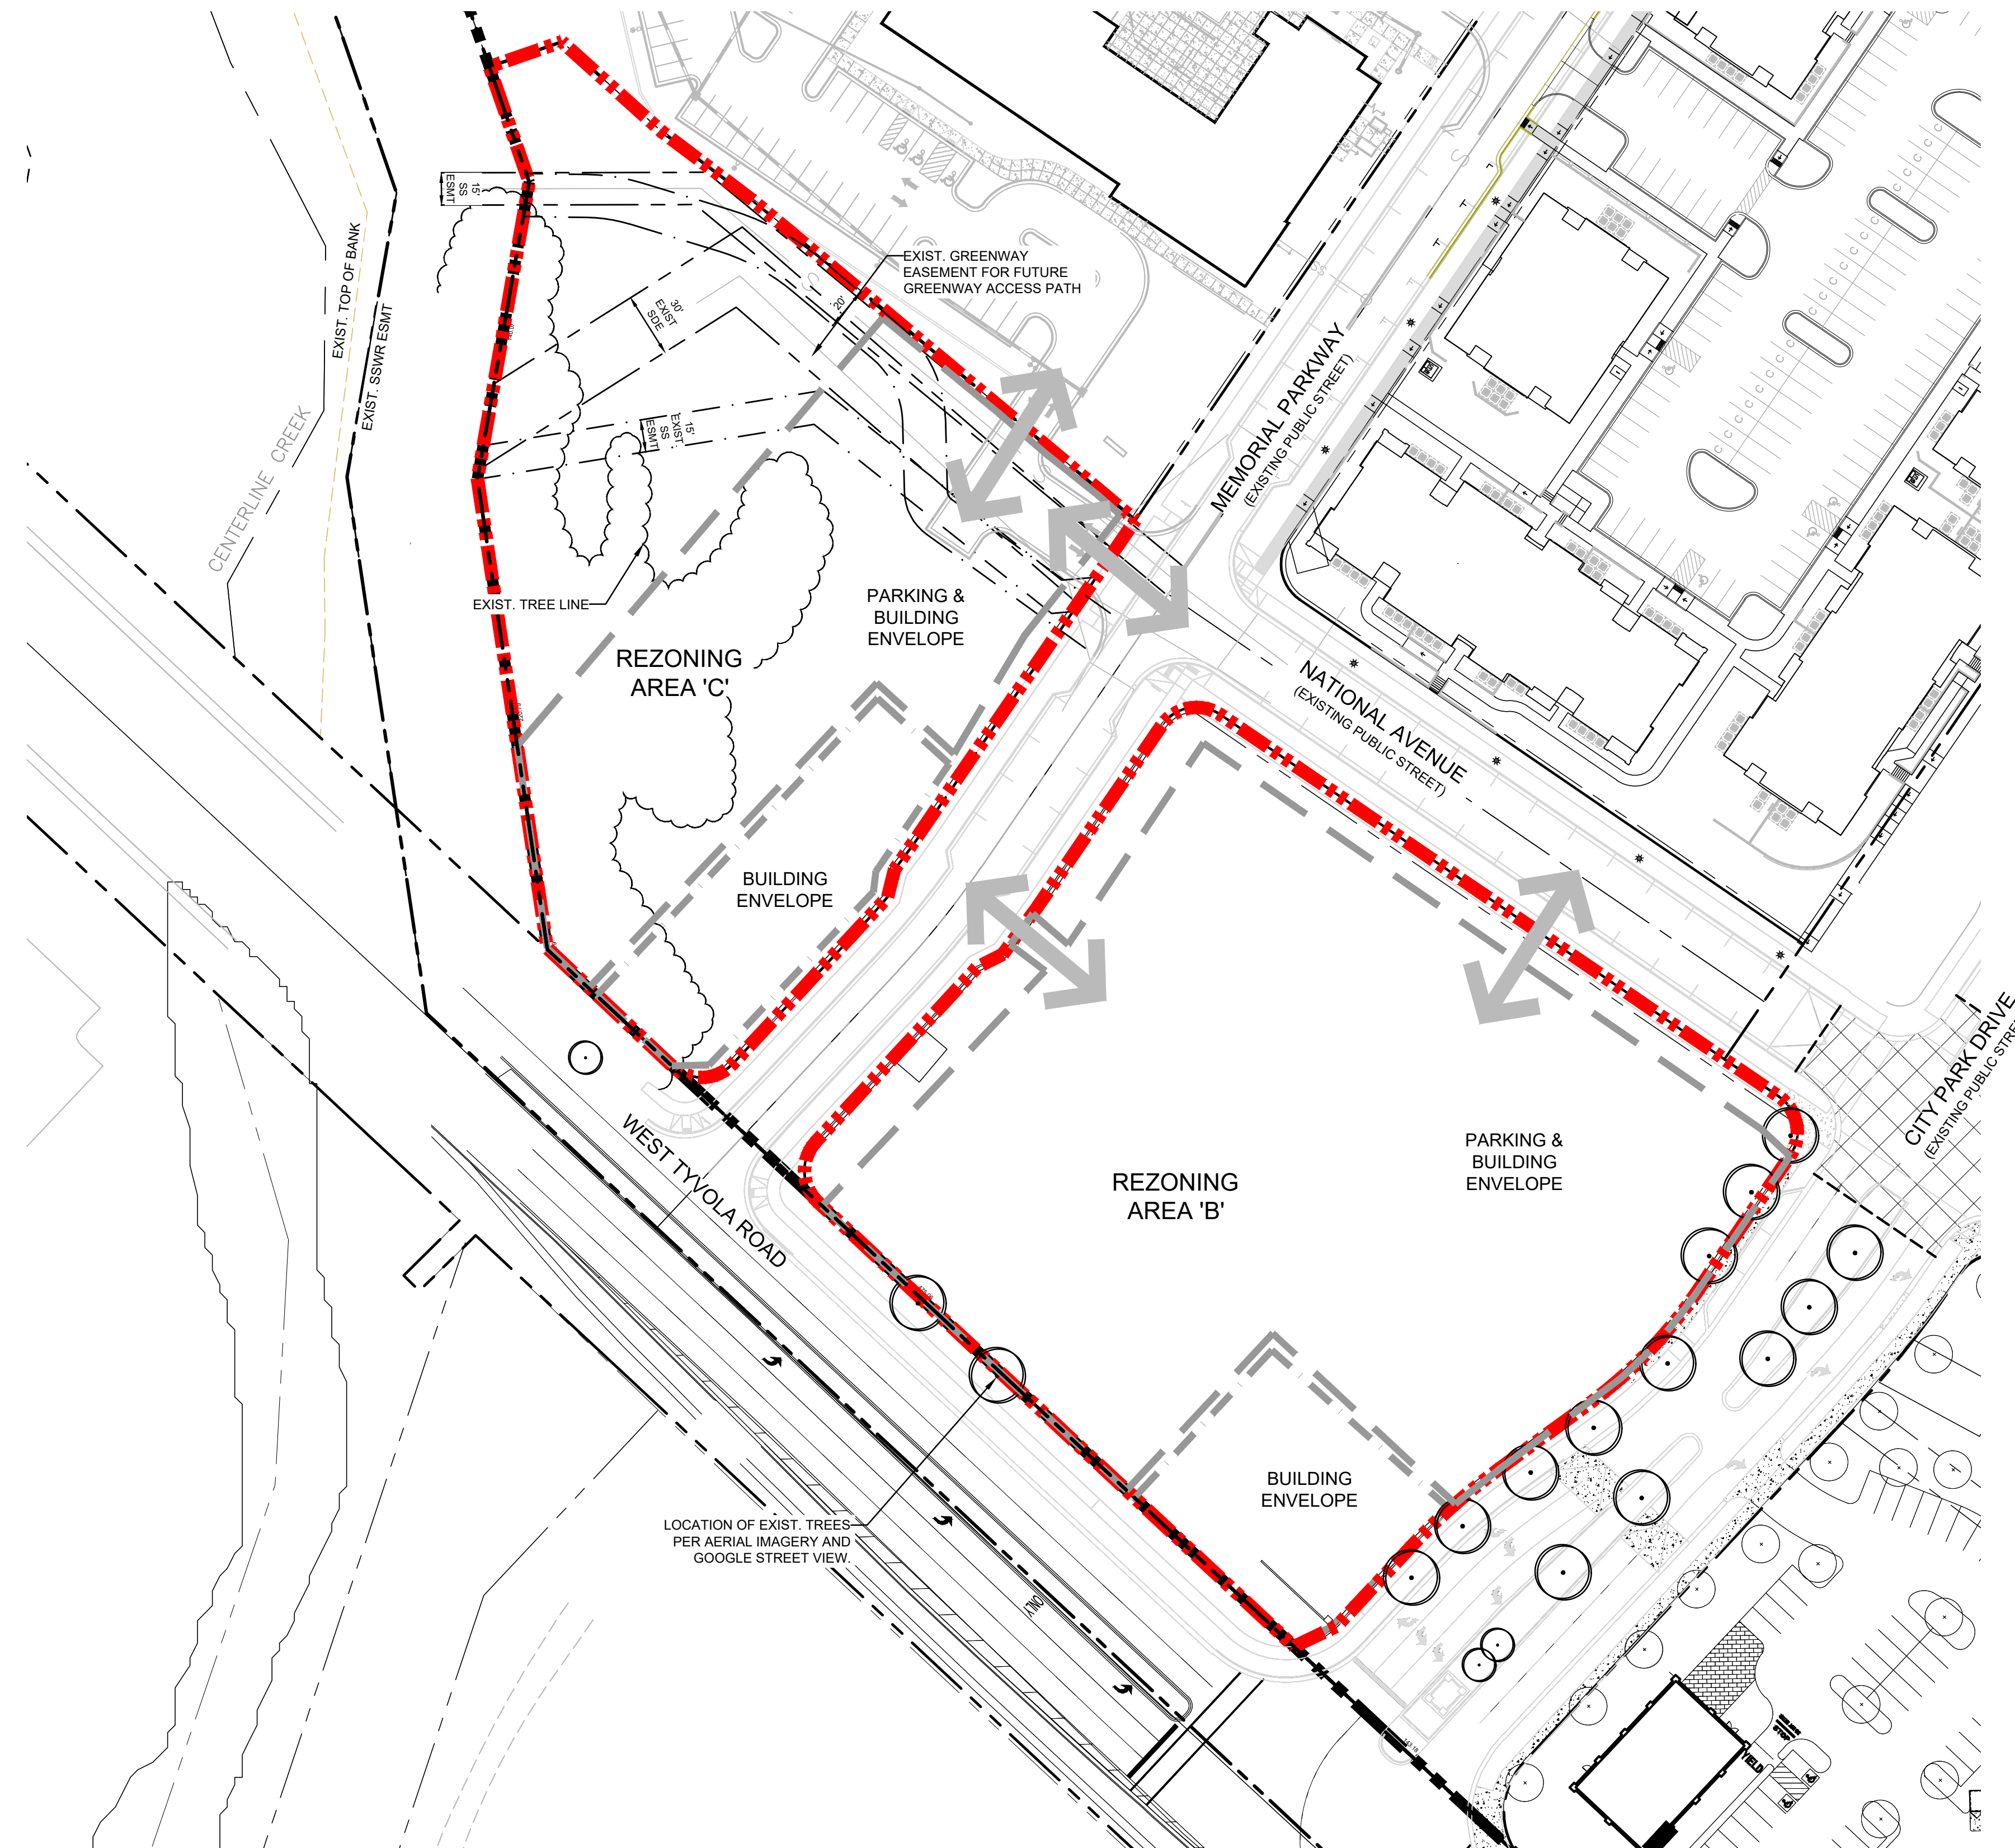 15'
SS
ESMT
EXIST. TOP OF BANK
EXIST. SSWR ESMT
CENTERLINE CREEK
30'
EXIST
SDE
20'
EXIST. GREENWAY
EASEMENT FOR FUTURE
GREENWAY ACCESS PATH
15'
EXIST.
SS
ESMT
EXIST. TREE LINE
REZONING
AREA 'C'
PARKING &
BUILDING
ENVELOPE
BUILDING
ENVELOPE
MEMORIAL PARKWAY
(EXISTING PUBLIC STREET)
NATIONAL AVENUE
(EXISTING PUBLIC STREET)
CITY PARK DRIVE
(EXISTING PUBLIC STRE
WEST TYVOLA ROAD
REZONING
AREA 'B'
PARKING &
BUILDING
ENVELOPE
BUILDING
ENVELOPE
LOCATION OF EXIST. TREES
PER AERIAL IMAGERY AND
GOOGLE STREET VIEW.
ONLY
YIELD